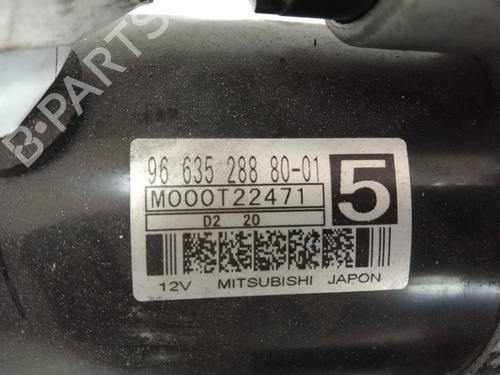 B-PARTS
96 635 288 80-01
M000T22471
5
D2 20
12V MITSUBISHI JAPON